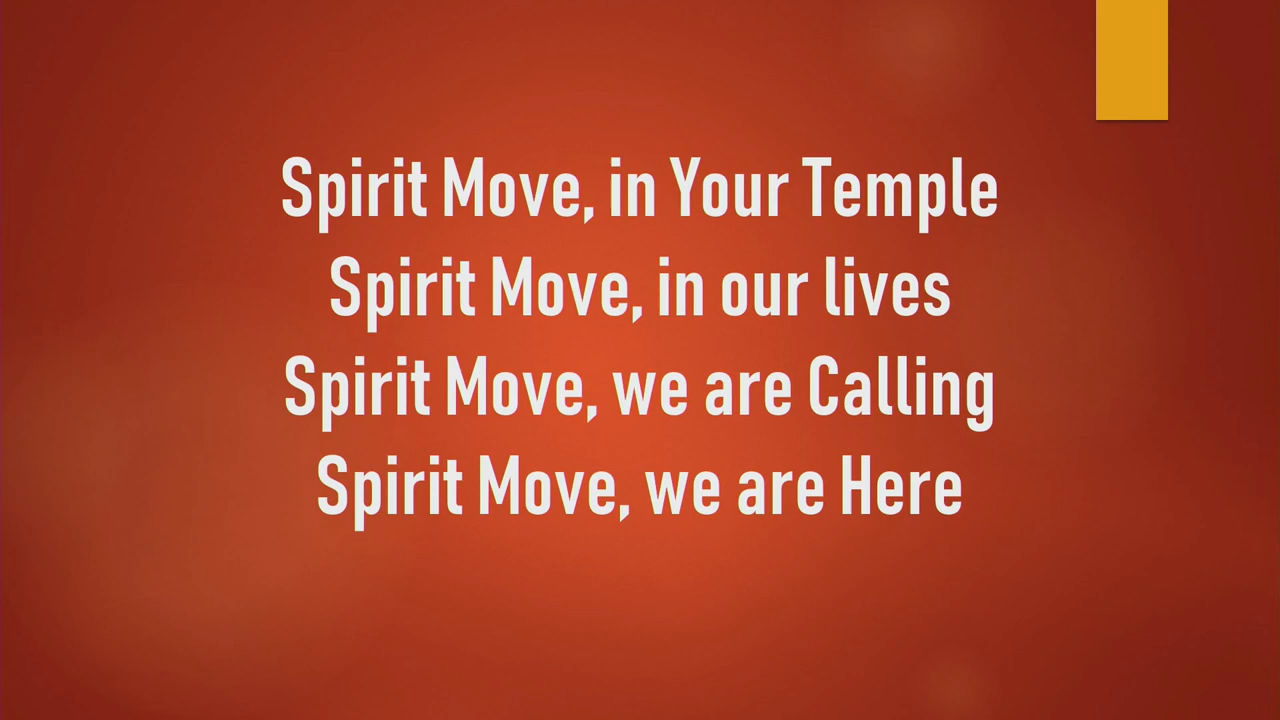 Spirit Move, in Your Temple
Spirit Move, in our lives
Spirit Move, we are Calling
Spirit Move, we are Here